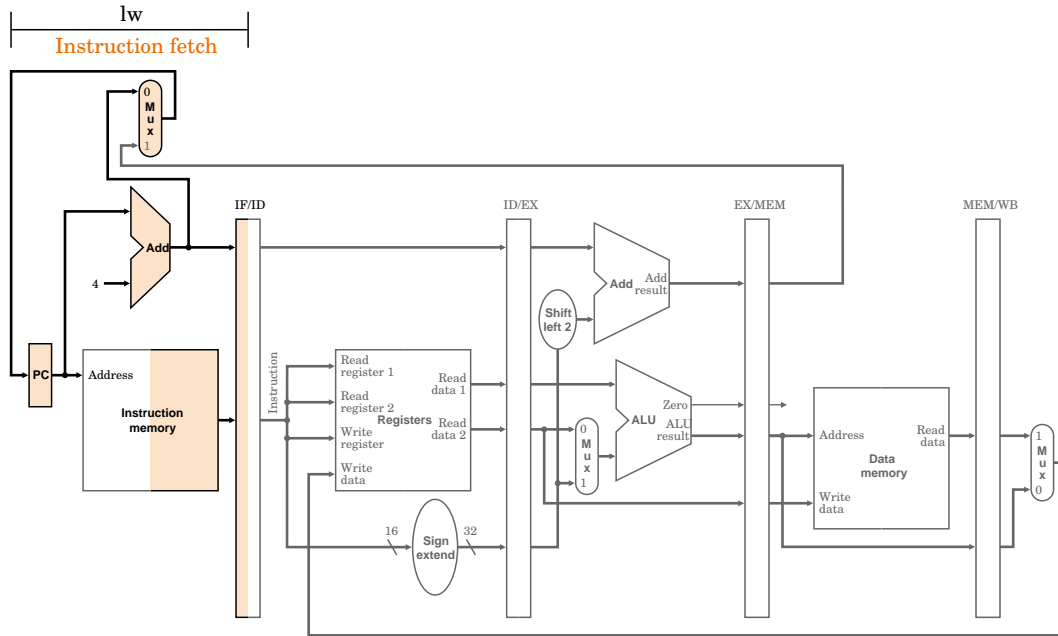 lw
Instruction fetch
0
M
u
x
1
IF/ID
ID/EX
EX/MEM
MEM/WB
Add
4
Add
Add
result
Shift
left 2
PC
Address
Instruction
memory
Instruction
Read
register 1
Read
register 2
Write
register
Write
data
Registers
Read
data 1
Read
data 2
0
M
u
x
1
Zero
ALU
ALU
result
Address
Write
data
Data
memory
Read
data
1
M
u
x
0
16
Sign
extend
32